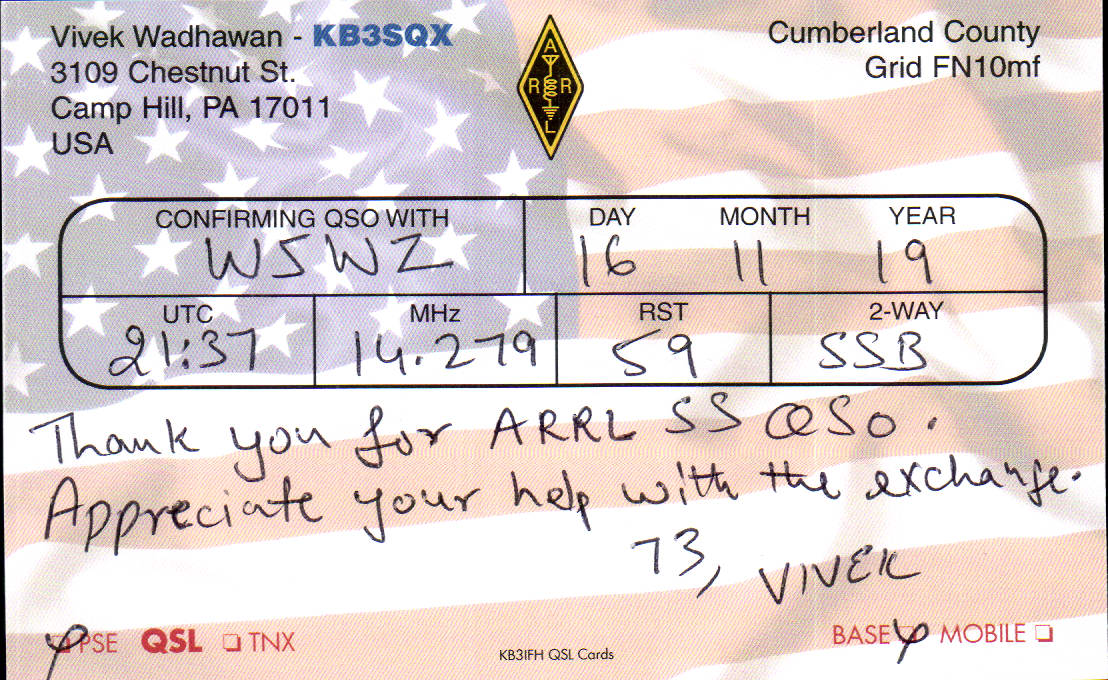 Vivek Wadhawan - KB3SQX
3109 Chestnut St.
Camp Hill, PA 17011
USA
ARRL
Cumberland County
Grid FN10mf
CONFIRMING QSO WITH DAY MONTH YEAR
W5WZ 16 11 19
UTC MHz RST 2-WAY
21:37 14.279 59 SSB
Thank you for ARRL SS QSO.
Appreciate your help with the exchange.
73, VIVEK
PSE QSL TNX
KB3IFH QSL Cards
BASE MOBILE